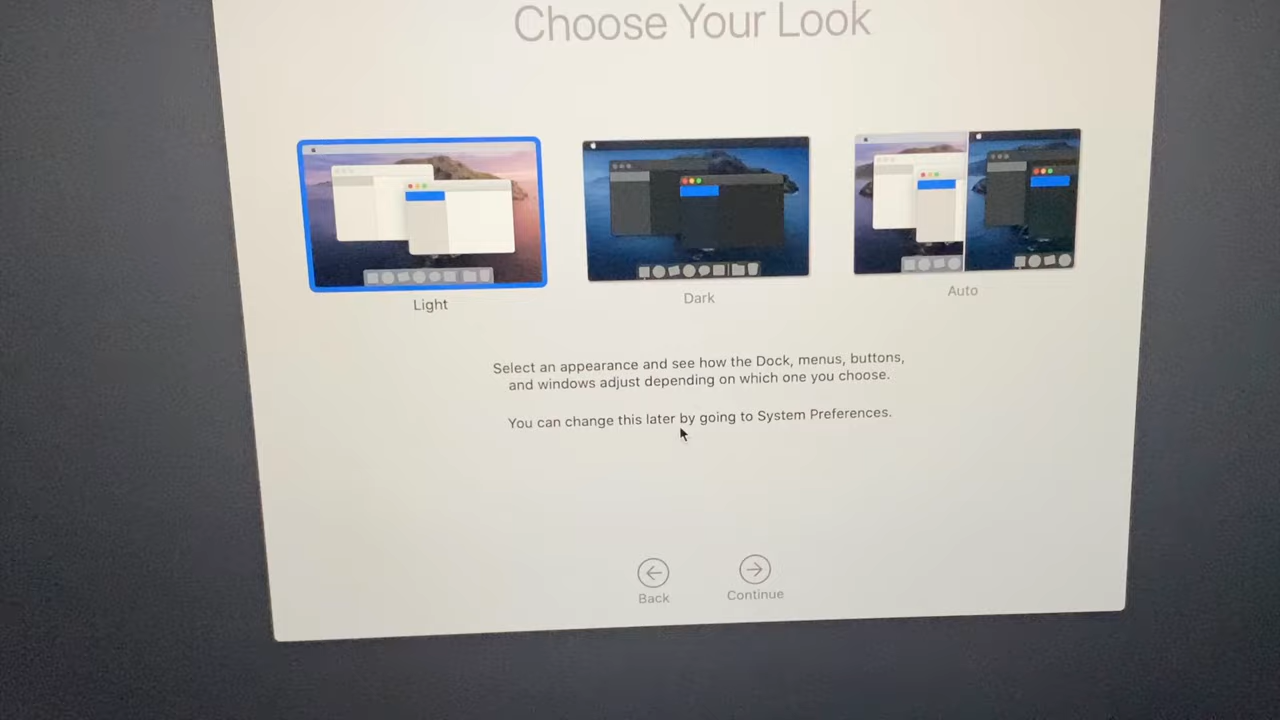 Choose Your Look
Light
Dark
Auto
Select an appearance and see how the Dock, menus, buttons,
and windows adjust depending on which one you choose.
You can change this later by going to System Preferences.
Back
Continue